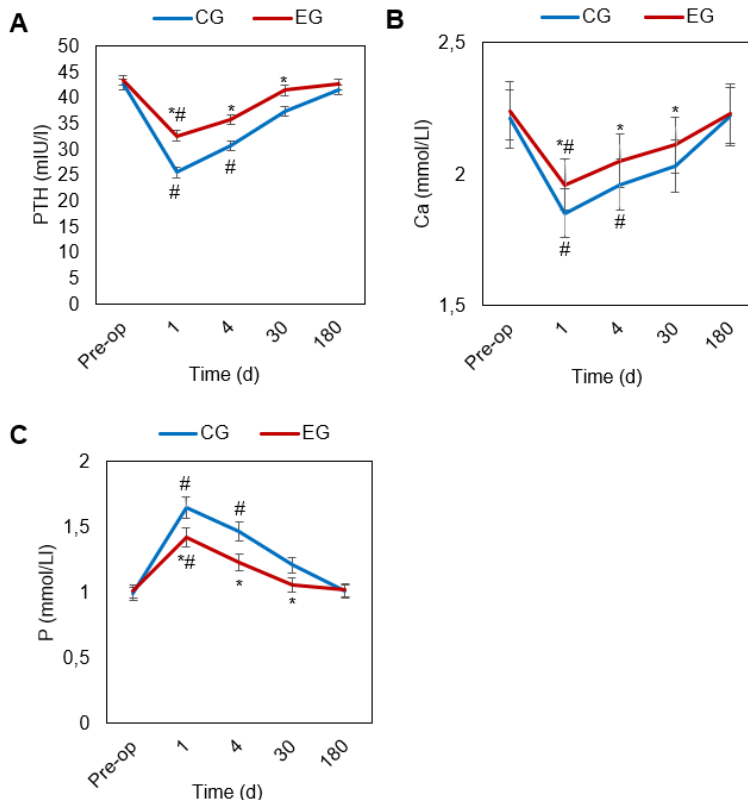 A
CG EG
50
45
40
35
30
25
20
15
10
5
0
PTH (mIU/l)
*#
*
*
#
#
Pre-op 1 4 30 180
Time (d)
B
CG EG
2,5
2
1,5
Ca (mmol/LI)
*#
*
*
#
#
Pre-op 1 4 30 180
Time (d)
C
CG EG
2
1,5
1
0,5
0
P (mmol/LI)
#
#
*#
*
*
Pre-op 1 4 30 180
Time (d)